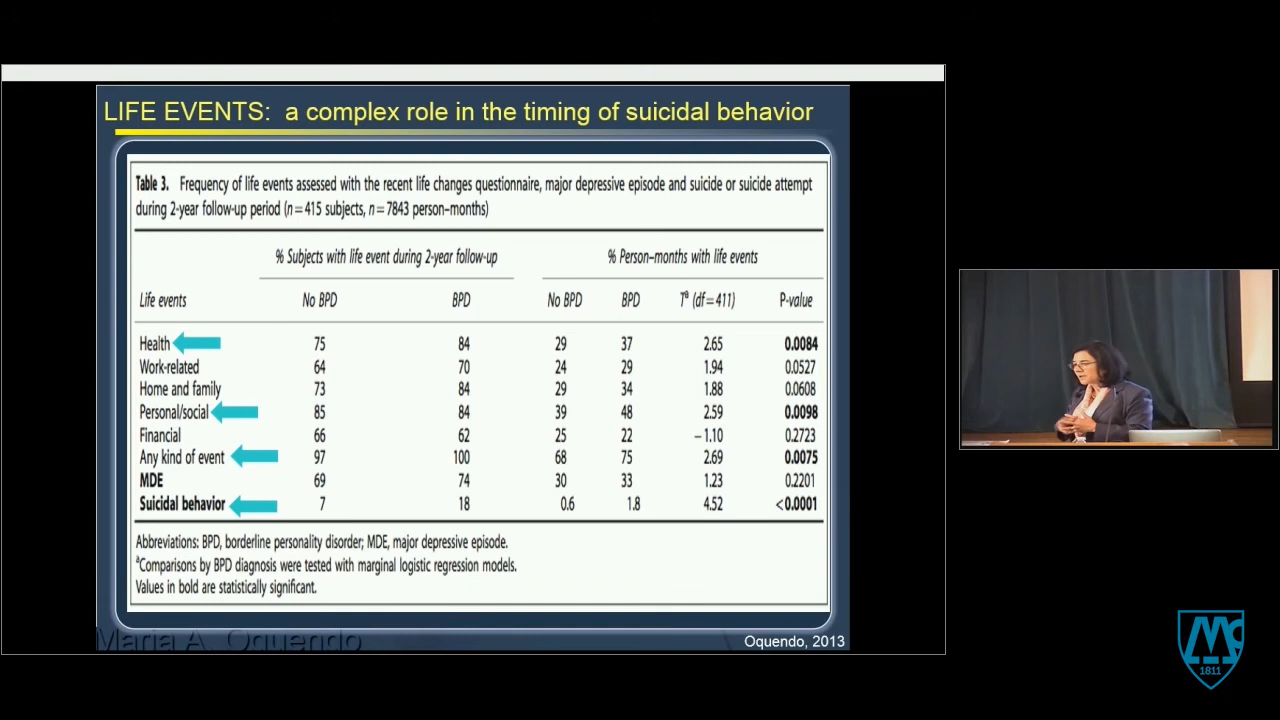 LIFE EVENTS: a complex role in the timing of suicidal behavior
Table 3. Frequency of life events assessed with the recent life changes questionnaire, major depressive episode and suicide or suicide attempt
during 2-year follow-up period (n=415 subjects, n=7843 person–months)
% Subjects with life event during 2-year follow-up % Person–months with life events
Life events No BPD BPD No BPD BPD Tª (df=411) P-value
Health 75 84 29 37 2.65 0.0084
Work-related 64 70 24 29 1.94 0.0527
Home and family 73 84 29 34 1.88 0.0608
Personal/social 85 84 39 48 2.59 0.0098
Financial 66 62 25 22 –1.10 0.2723
Any kind of event 97 100 68 75 2.69 0.0075
MDE 69 74 30 33 1.23 0.2201
Suicidal behavior 7 18 0.6 1.8 4.52 <0.0001
Abbreviations: BPD, borderline personality disorder; MDE, major depressive episode.
ªComparisons by BPD diagnosis were tested with marginal logistic regression models.
Values in bold are statistically significant.
Maria A. Oquendo
Oquendo, 2013
Mc
1811